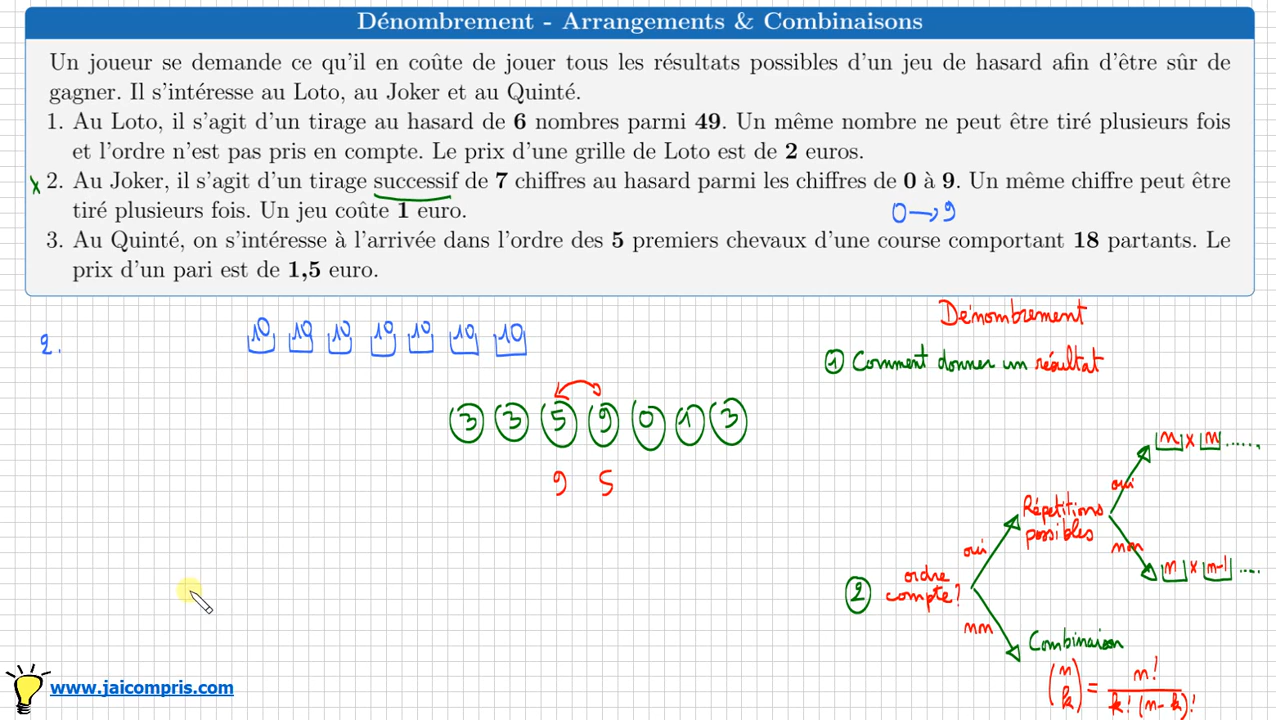 Dénombrement - Arrangements & Combinaisons
Un joueur se demande ce qu'il en coûte de jouer tous les résultats possibles d'un jeu de hasard afin d'être sûr de
gagner. Il s'intéresse au Loto, au Joker et au Quinté.
1. Au Loto, il s'agit d'un tirage au hasard de 6 nombres parmi 49. Un même nombre ne peut être tiré plusieurs fois
et l'ordre n'est pas pris en compte. Le prix d'une grille de Loto est de 2 euros.
x 2. Au Joker, il s'agit d'un tirage successif de 7 chiffres au hasard parmi les chiffres de 0 à 9. Un même chiffre peut être
tiré plusieurs fois. Un jeu coûte 1 euro.
0 → 9
3. Au Quinté, on s'intéresse à l'arrivée dans l'ordre des 5 premiers chevaux d'une course comportant 18 partants. Le
prix d'un pari est de 1,5 euro.
2. 10 10 10 10 10 10 10
3 3 5 9 0 1 3
9 5
Dénombrement
① Comment donner un résultat
② ordre
compte?
oui
non
Répétitions
possibles
oui
non
n x n .....
n x n-1 ....
Combinaison
(n k) = n! / k! (n-k)!
www.jaicompris.com